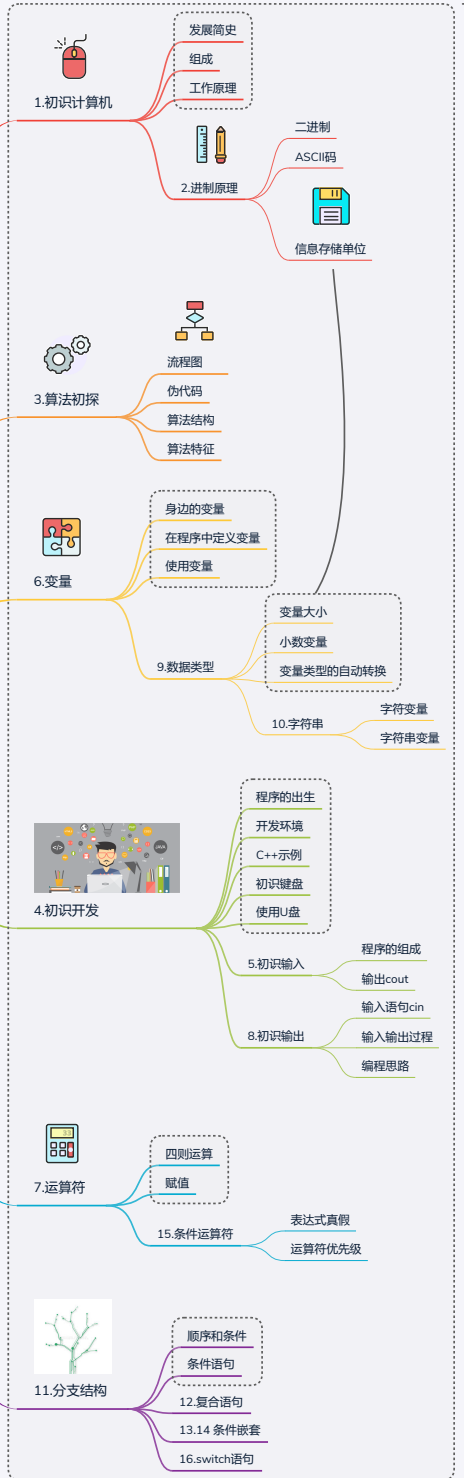 发展简史
组成
工作原理
1.初识计算机
二进制
ASCII码
2.进制原理
信息存储单位
流程图
伪代码
3.算法初探
算法结构
算法特征
身边的变量
在程序中定义变量
使用变量
6.变量
变量大小
小数变量
变量类型的自动转换
9.数据类型
10.字符串
字符变量
字符串变量
程序的出生
开发环境
C++示例
初识键盘
使用U盘
4.初识开发
程序的组成
5.初识输入
输出cout
输入语句cin
8.初识输出
输入输出过程
编程思路
四则运算
赋值
7.运算符
表达式真假
15.条件运算符
运算符优先级
顺序和条件
条件语句
11.分支结构
12.复合语句
13.14 条件嵌套
16.switch语句